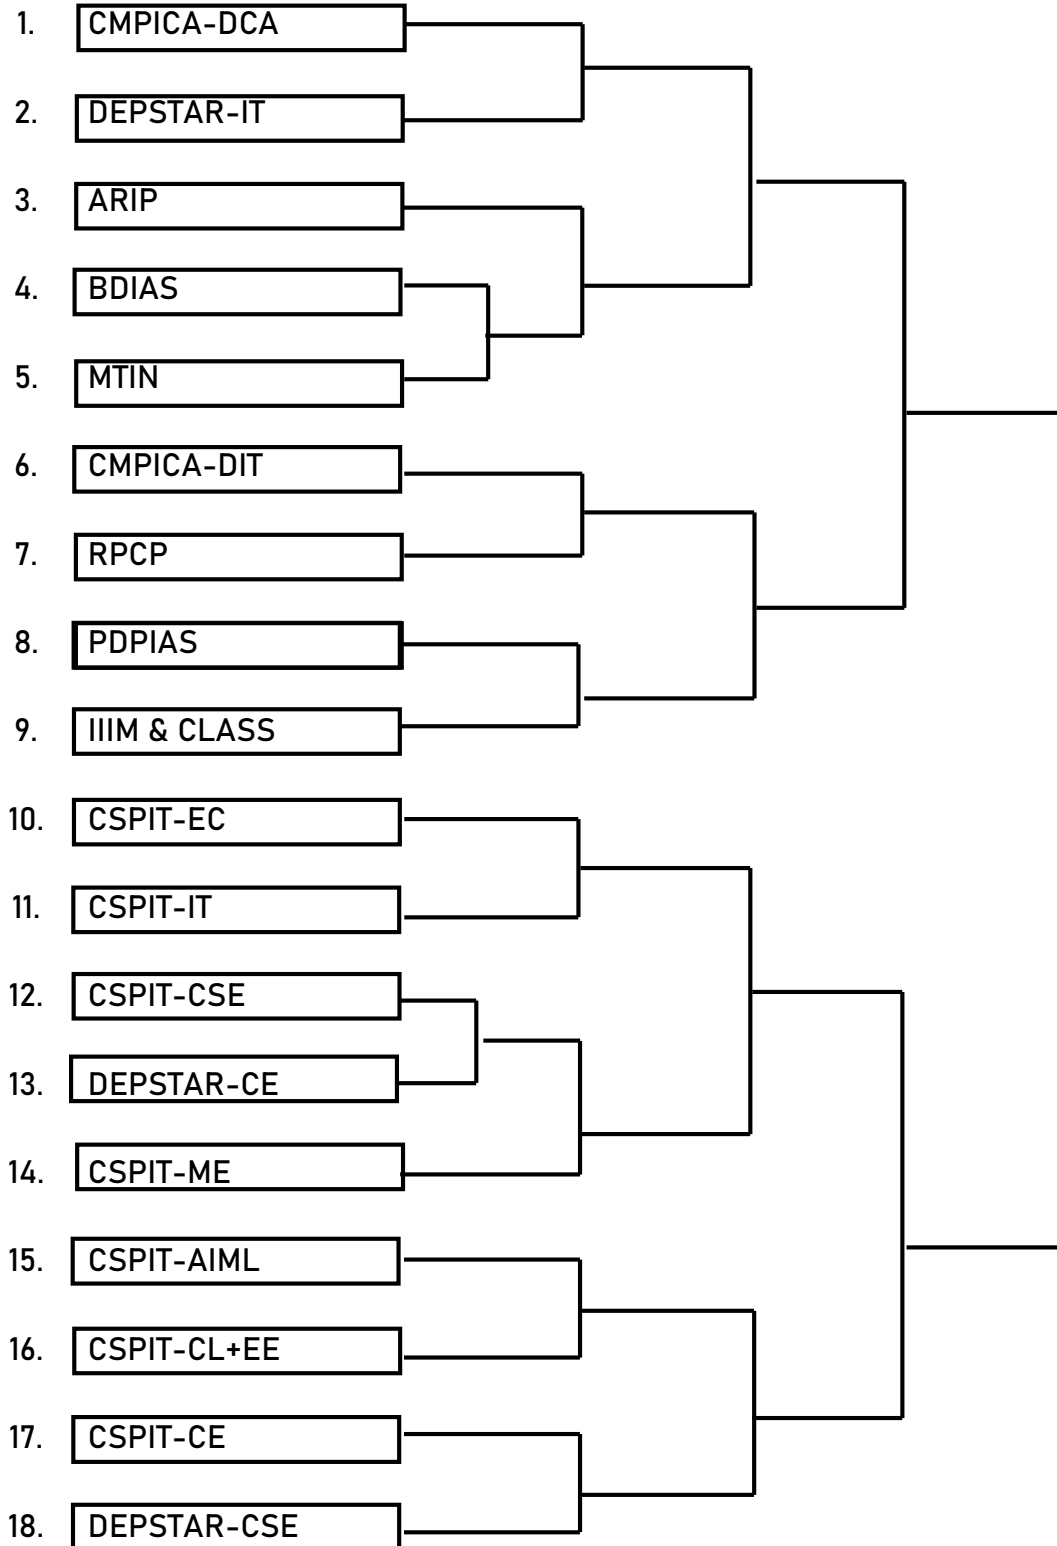 1. CMPICA-DCA
2. DEPSTAR-IT
3. ARIP
4. BDIAS
5. MTIN
6. CMPICA-DIT
7. RPCP
8. PDPIAS
9. IIIM & CLASS
10. CSPIT-EC
11. CSPIT-IT
12. CSPIT-CSE
13. DEPSTAR-CE
14. CSPIT-ME
15. CSPIT-AIML
16. CSPIT-CL+EE
17. CSPIT-CE
18. DEPSTAR-CSE